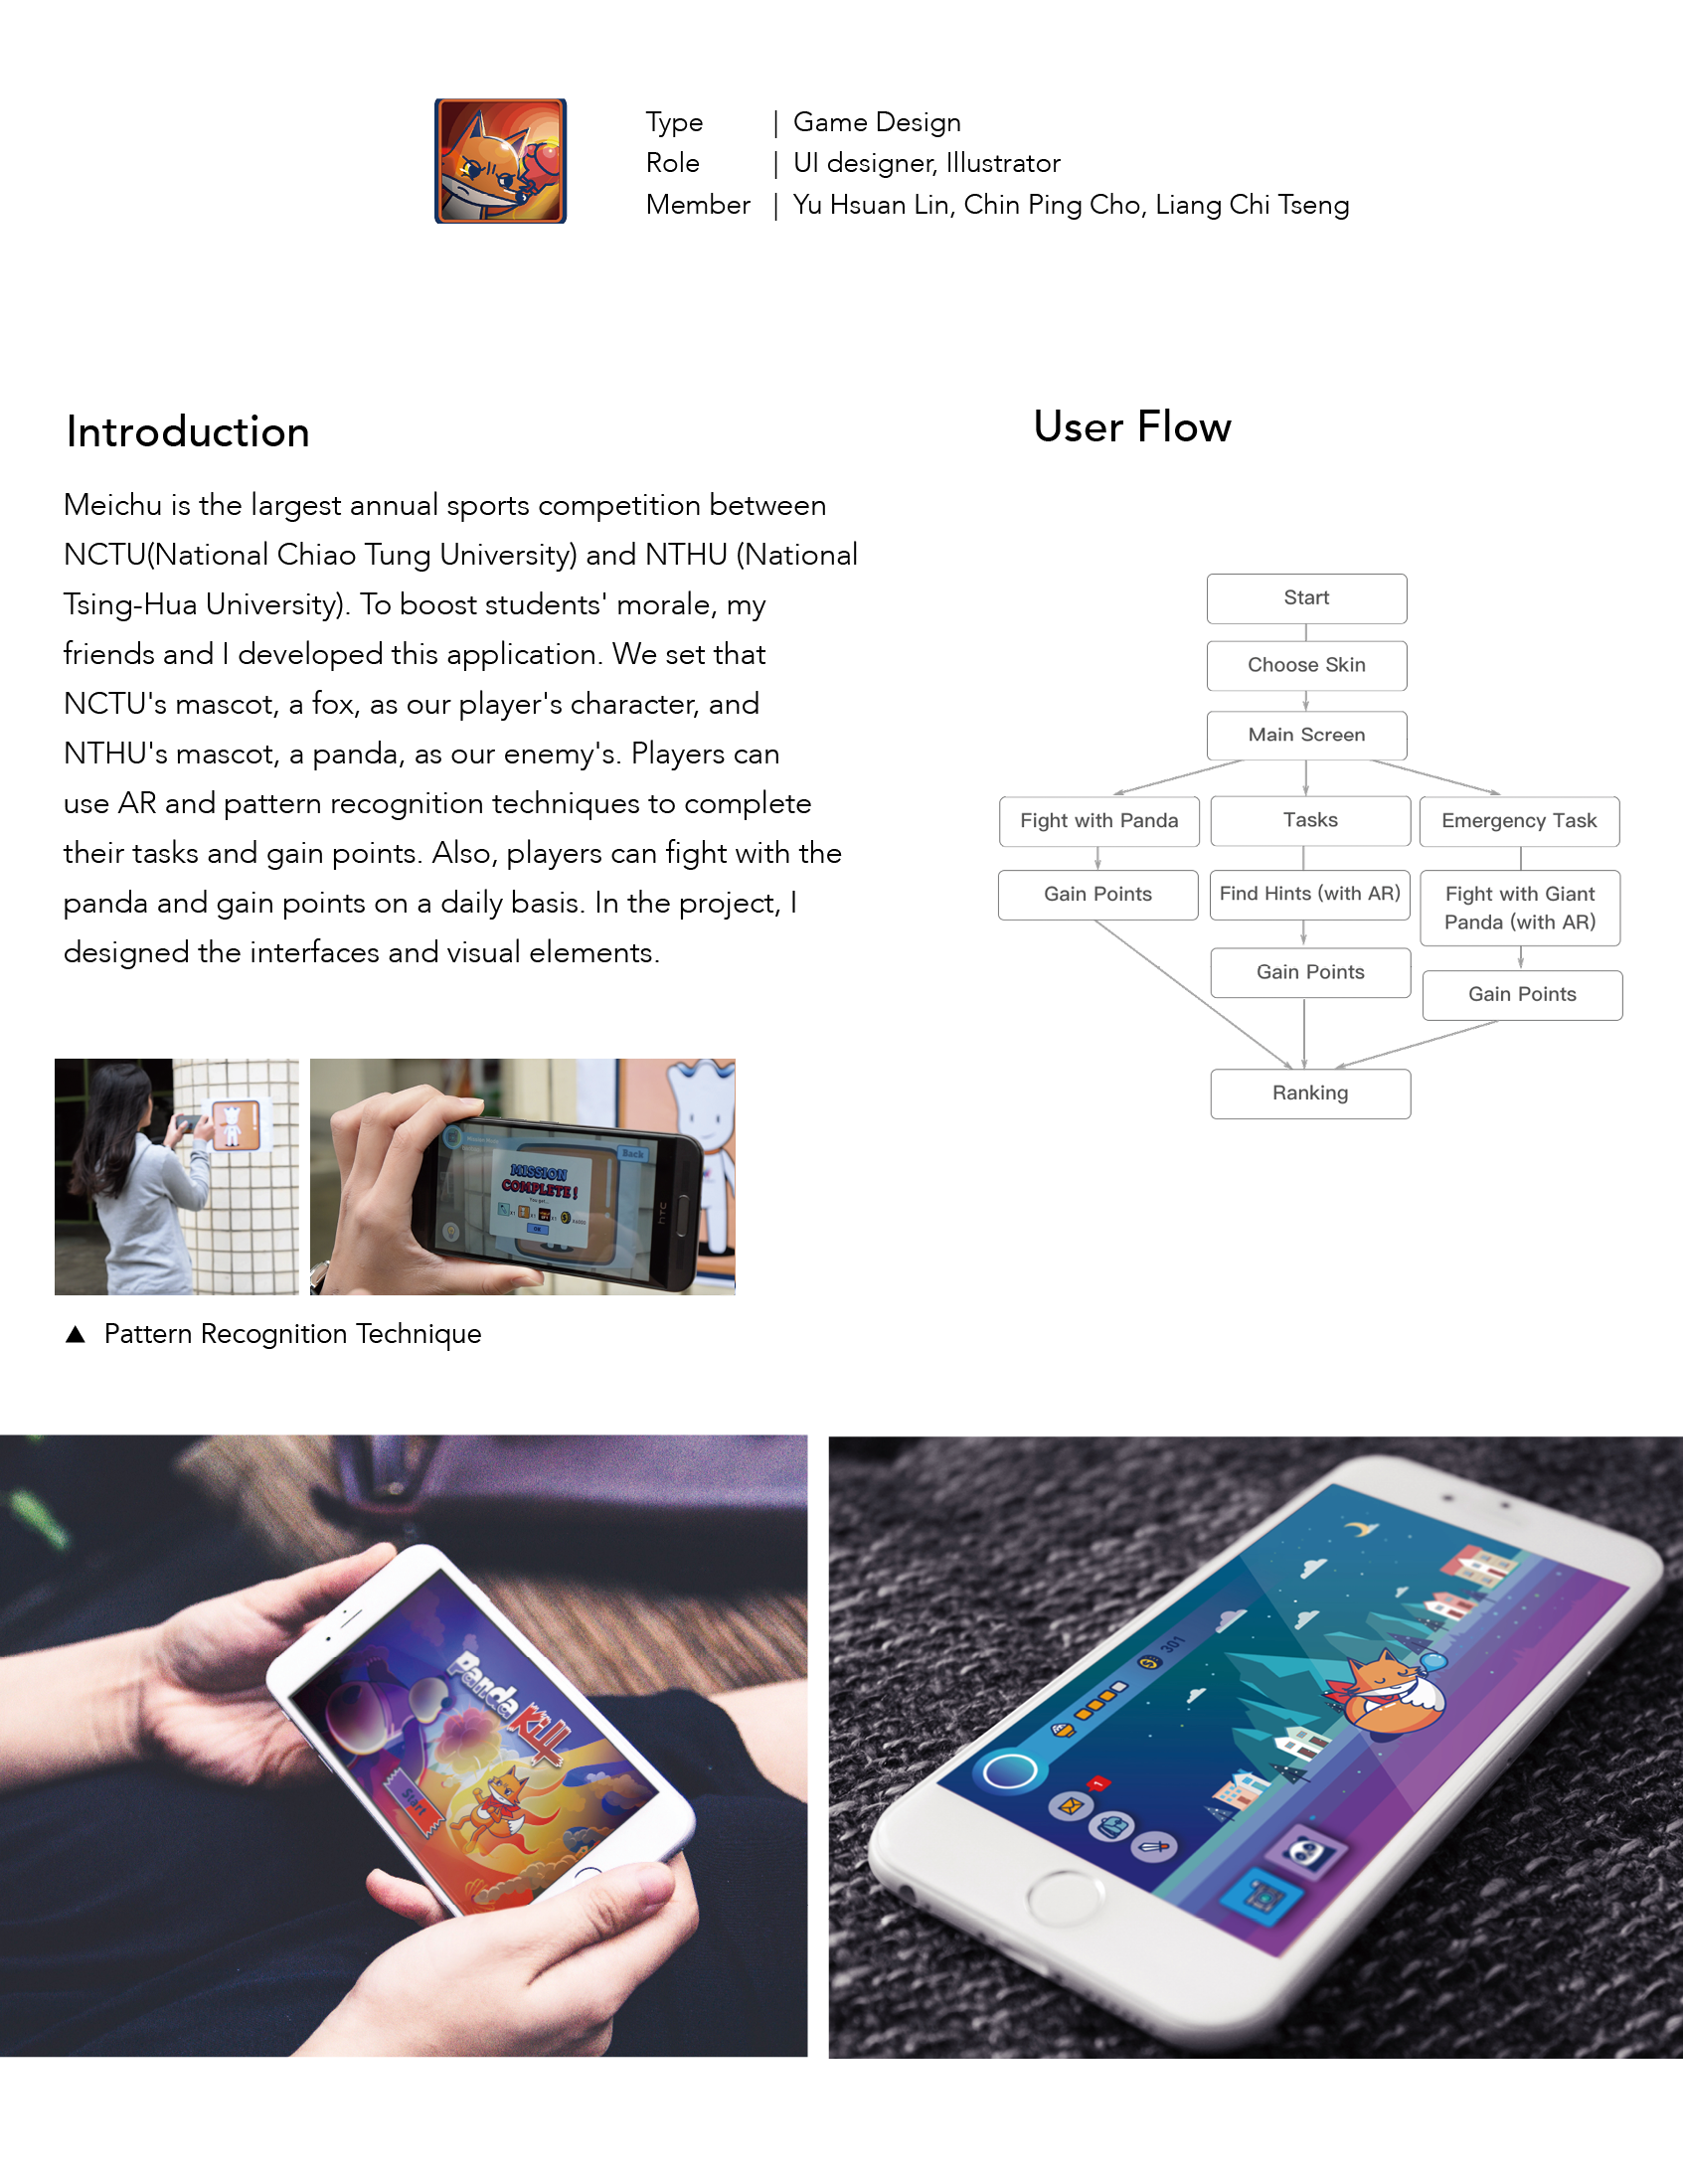 Type | Game Design
Role | UI designer, Illustrator
Member | Yu Hsuan Lin, Chin Ping Cho, Liang Chi Tseng
Introduction
Meichu is the largest annual sports competition between
NCTU(National Chiao Tung University) and NTHU (National
Tsing-Hua University). To boost students' morale, my
friends and I developed this application. We set that
NCTU's mascot, a fox, as our player's character, and
NTHU's mascot, a panda, as our enemy's. Players can
use AR and pattern recognition techniques to complete
their tasks and gain points. Also, players can fight with the
panda and gain points on a daily basis. In the project, I
designed the interfaces and visual elements.
User Flow
Start
Choose Skin
Main Screen
Fight with Panda
Tasks
Emergency Task
Gain Points
Find Hints (with AR)
Fight with Giant
Panda (with AR)
Gain Points
Gain Points
Ranking
Back
MISSION
COMPLETE!
You get...
OK
hTC
▲ Pattern Recognition Technique
Panda
Kill
Start
301
1